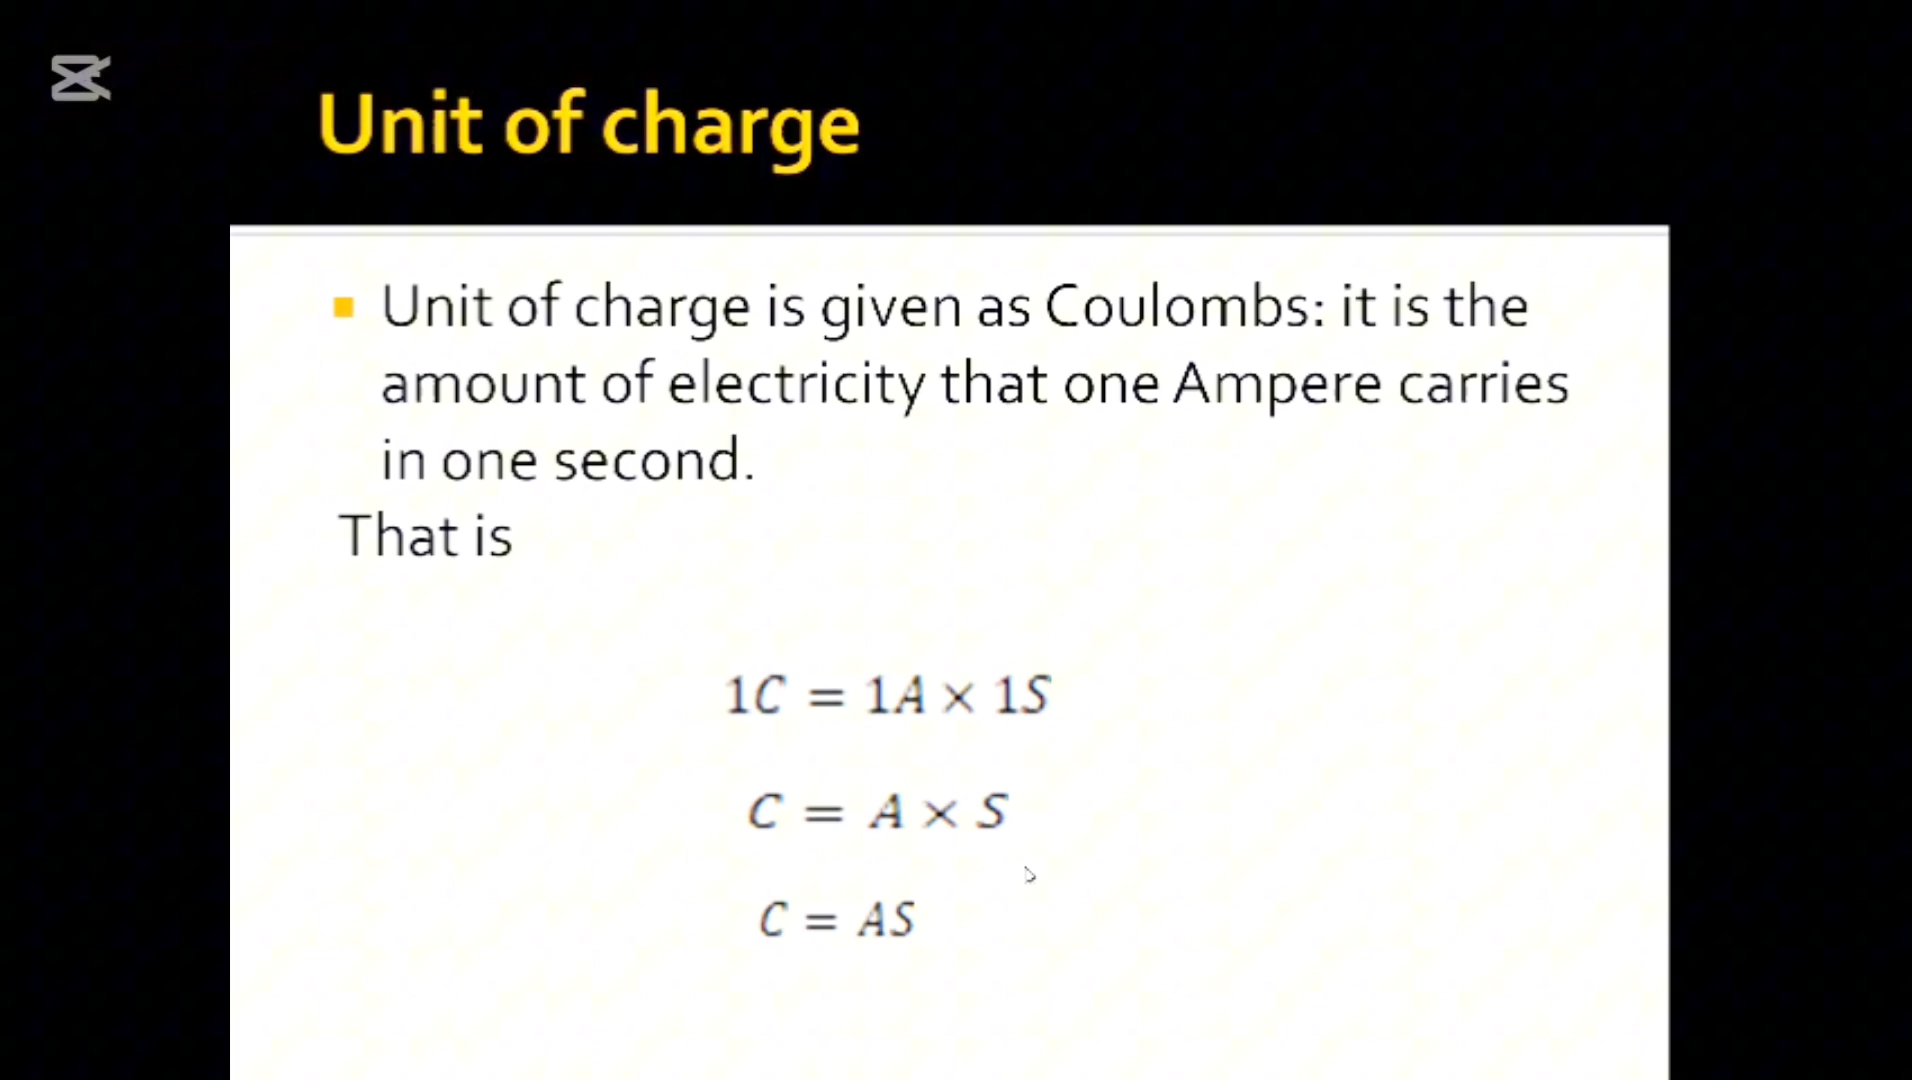 Unit of charge
Unit of charge is given as Coulombs: it is the
amount of electricity that one Ampere carries
in one second.
That is
1C = 1A × 1S
C = A × S
C = AS